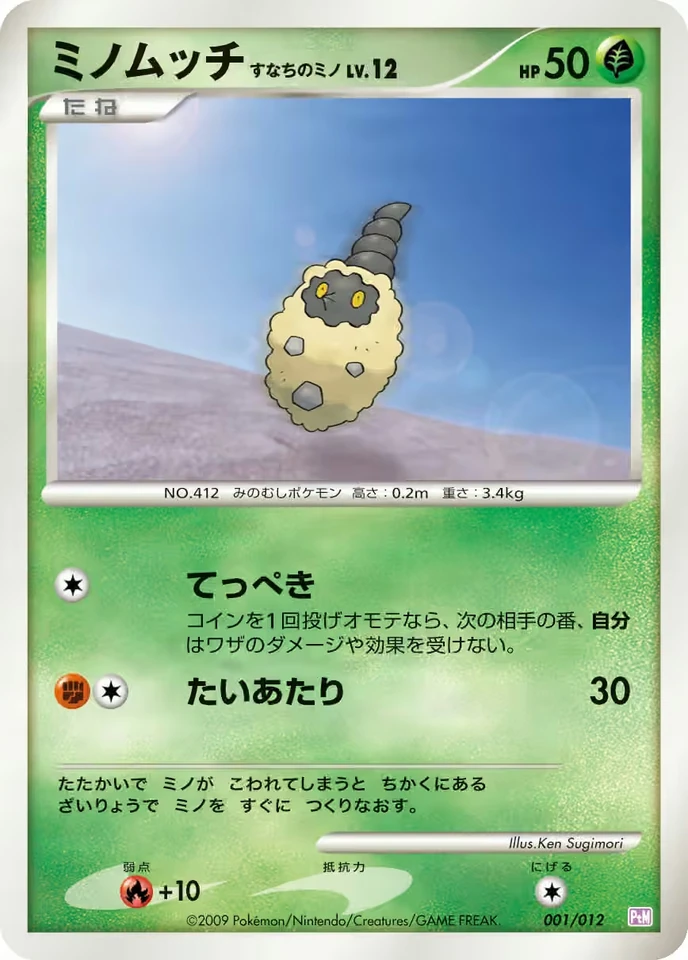 ミノムッチ すなちのミノ LV.12 HP 50
たね
NO.412 みのむしポケモン 高さ：0.2m 重さ：3.4kg
てっぺき
コインを1回投げオモテなら、次の相手の番、自分
はワザのダメージや効果を受けない。
たいあたり 30
たたかいで ミノが こわれてしまうと ちかくにある
ざいりょうで ミノを すぐに つくりなおす。
Illus.Ken Sugimori
弱点 抵抗力 にげる
+10
©2009 Pokémon/Nintendo/Creatures/GAME FREAK. 001/012 PtM